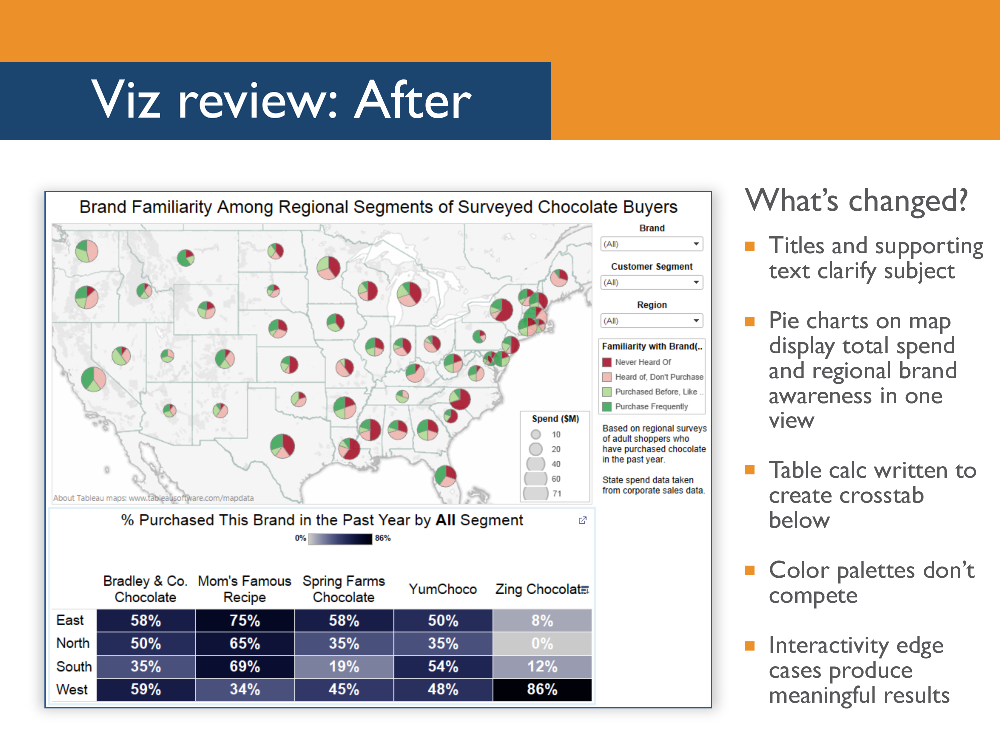 Viz review: After
Brand Familiarity Among Regional Segments of Surveyed Chocolate Buyers
Brand
(All)
Customer Segment
(All)
Region
(All)
Familiarity with Brand(..
Never Heard Of
Heard of, Don't Purchase
Purchased Before, Like ..
Purchase Frequently
Spend ($M)
10
20
40
60
71
Based on regional surveys
of adult shoppers who
have purchased chocolate
in the past year.
State spend data taken
from corporate sales data.
About Tableau maps: www.tableausoftware.com/mapdata
% Purchased This Brand in the Past Year by All Segment
0% 86%
Bradley & Co. Mom's Famous Spring Farms YumChoco Zing Chocolat
Chocolate Recipe Chocolate
East 58% 75% 58% 50% 8%
North 50% 65% 35% 35% 0%
South 35% 69% 19% 54% 12%
West 59% 34% 45% 48% 86%
What's changed?
Titles and supporting
text clarify subject
Pie charts on map
display total spend
and regional brand
awareness in one
view
Table calc written to
create crosstab
below
Color palettes don't
compete
Interactivity edge
cases produce
meaningful results